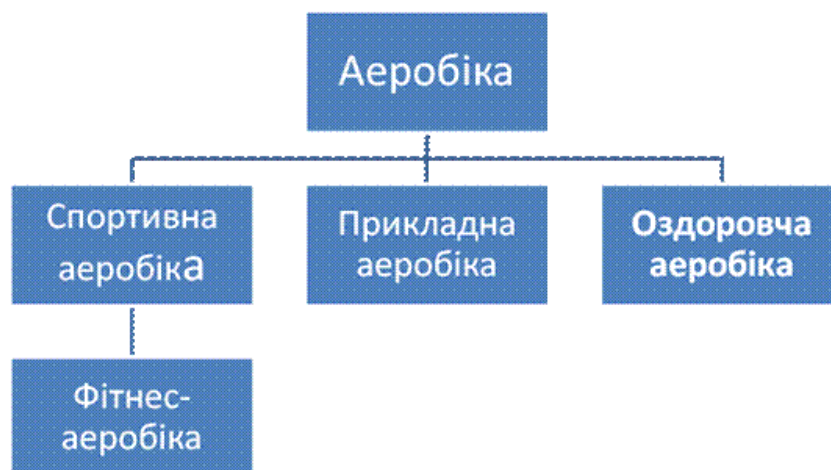 Аеробіка
Спортивна
аеробіка
Прикладна
аеробіка
Оздоровча
аеробіка
Фітнес-
аеробіка